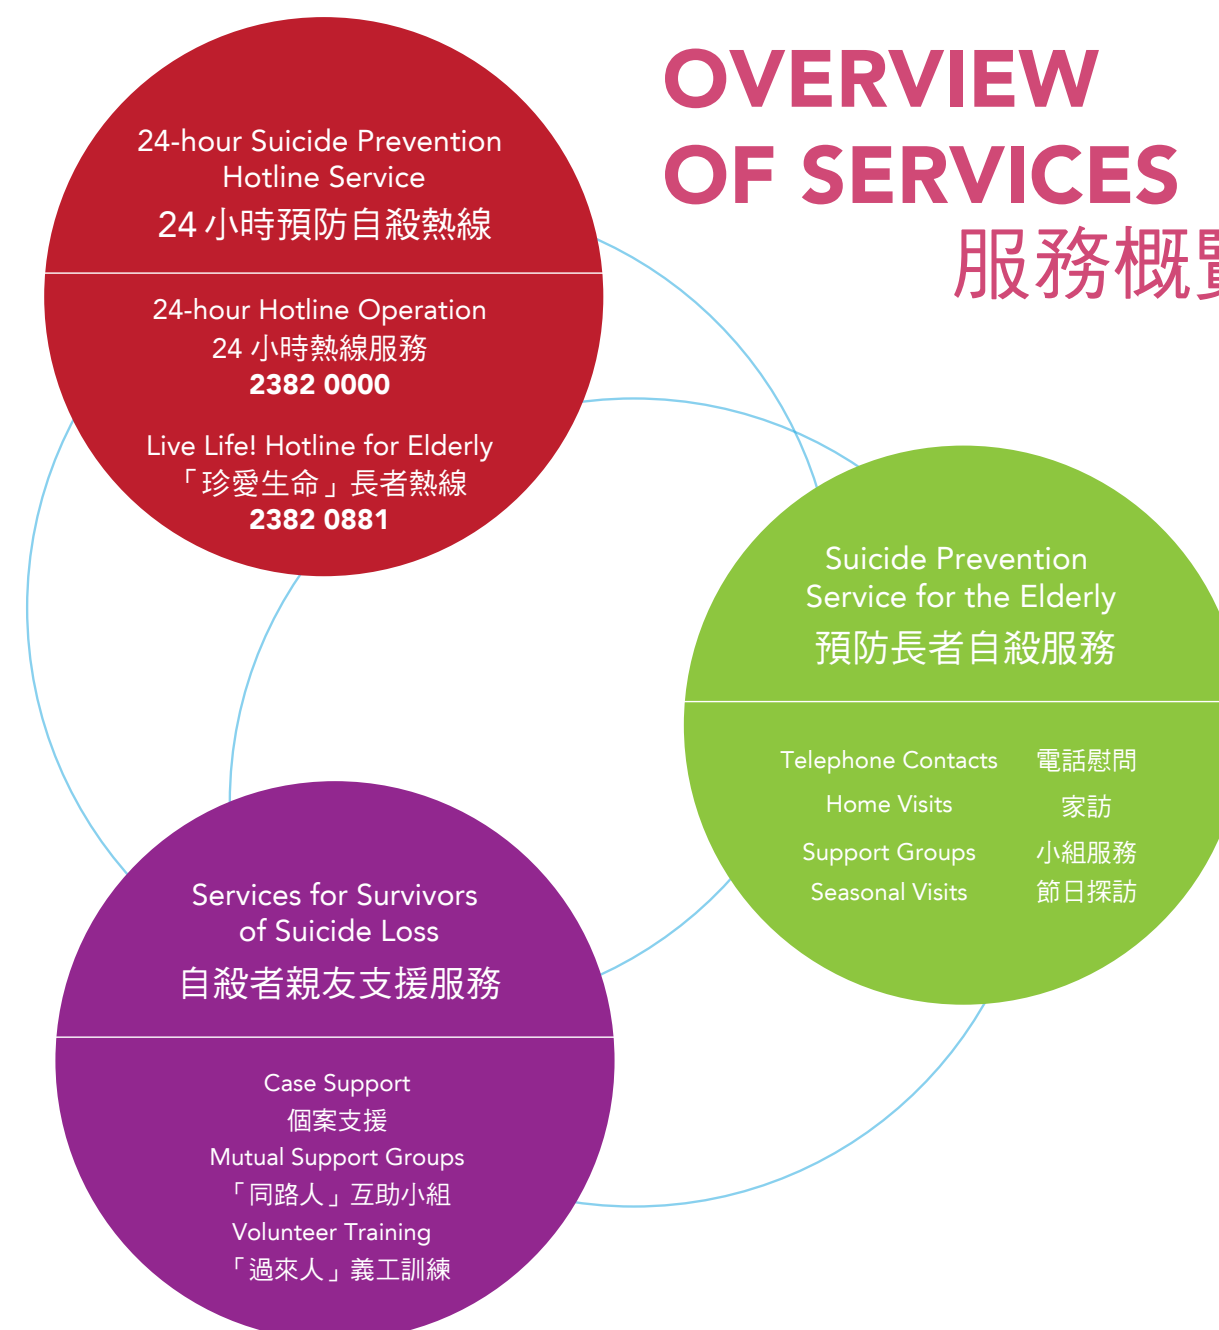 OVERVIEW
OF SERVICES
服務概覽
24-hour Suicide Prevention
Hotline Service
24 小時預防自殺熱線
24-hour Hotline Operation
24 小時熱線服務
2382 0000
Live Life! Hotline for Elderly
「珍愛生命」長者熱線
2382 0881
Suicide Prevention
Service for the Elderly
預防長者自殺服務
Telephone Contacts 電話慰問
Home Visits 家訪
Support Groups 小組服務
Seasonal Visits 節日探訪
Services for Survivors
of Suicide Loss
自殺者親友支援服務
Case Support
個案支援
Mutual Support Groups
「同路人」互助小組
Volunteer Training
「過來人」義工訓練